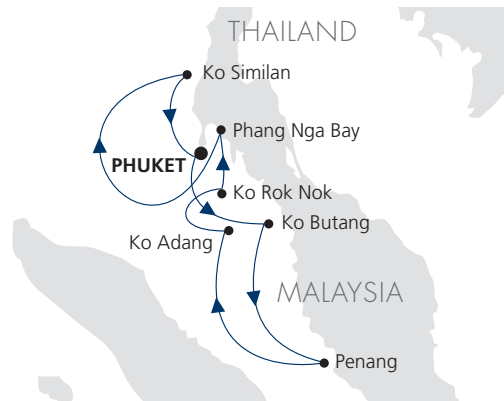 THAILAND
Ko Similan
Phang Nga Bay
PHUKET
Ko Rok Nok
Ko Butang
Ko Adang
MALAYSIA
Penang